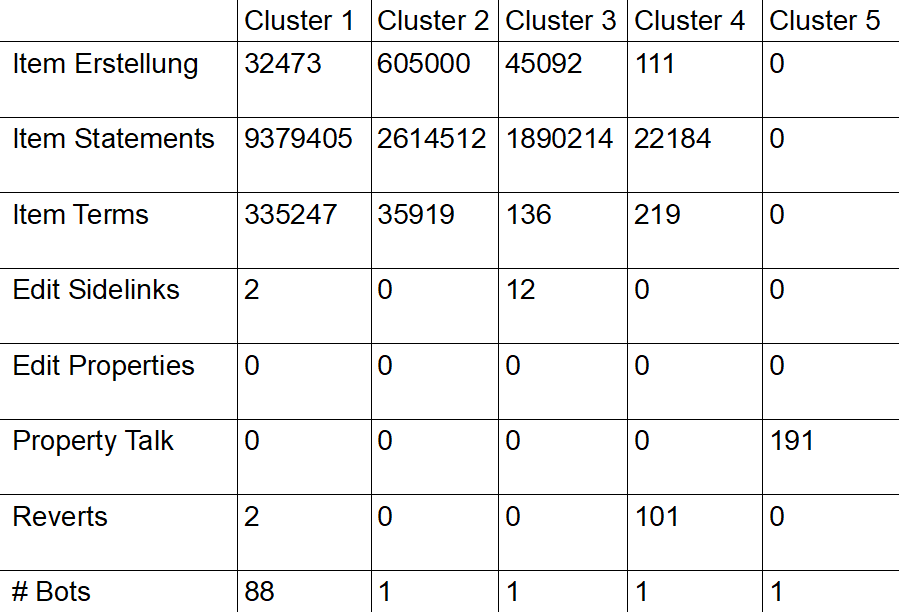 Cluster 1 Cluster 2 Cluster 3 Cluster 4 Cluster 5
Item Erstellung 32473 605000 45092 111 0
Item Statements 9379405 2614512 1890214 22184 0
Item Terms 335247 35919 136 219 0
Edit Sidelinks 2 0 12 0 0
Edit Properties 0 0 0 0 0
Property Talk 0 0 0 0 191
Reverts 2 0 0 101 0
# Bots 88 1 1 1 1